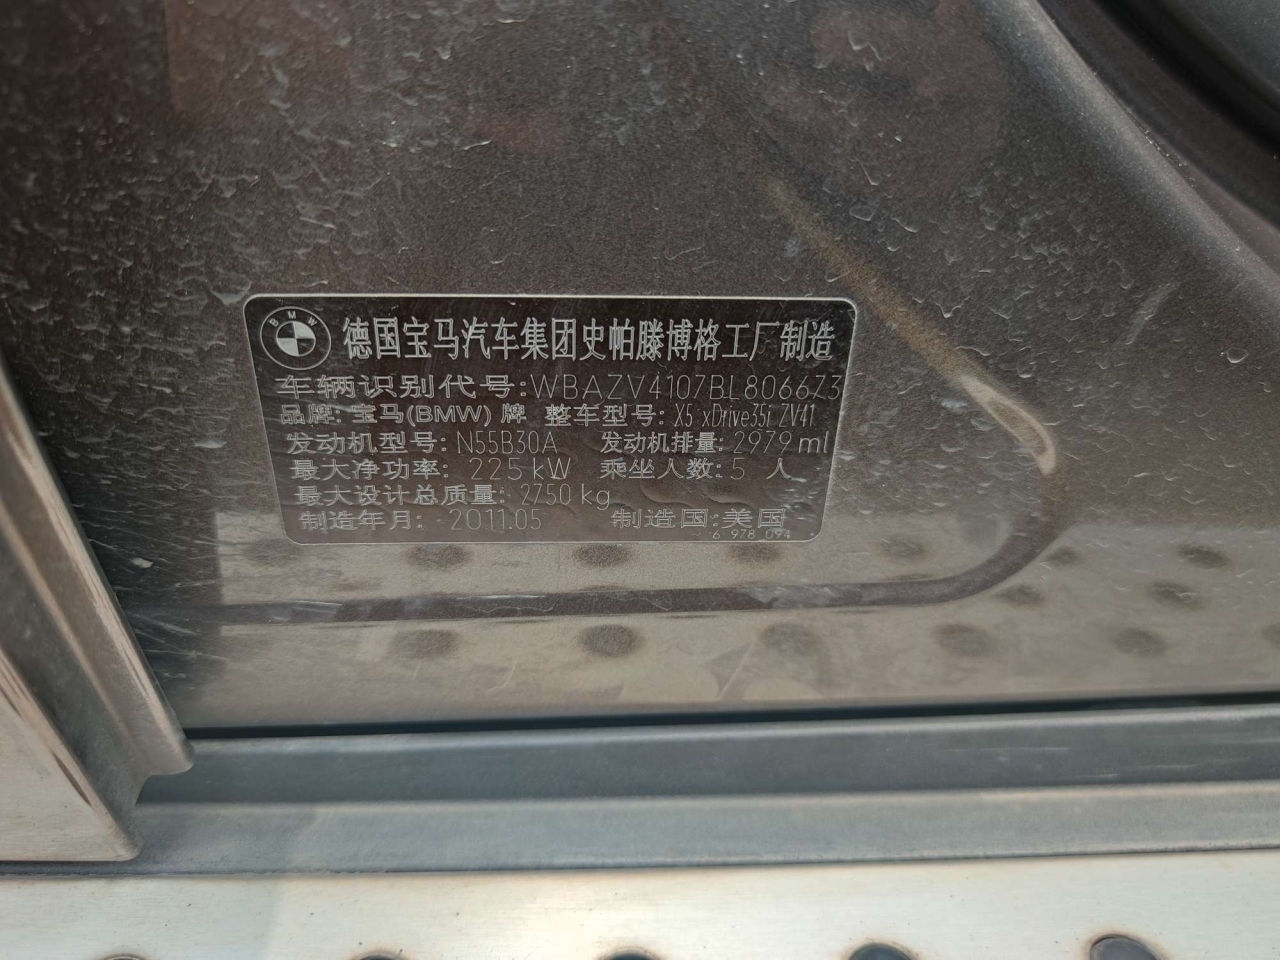 BMW
德国宝马汽车集团史帕滕博格工厂制造
车辆识别代号:WBAZV4107BL806673
品牌: 宝马(BMW) 牌 整车型号: X5 xDrive35i ZV41
发动机型号: N55B30A 发动机排量: 2979 ml
最大净功率: 225 kW 乘坐人数: 5 人
最大设计总质量: 2750 kg
制造年月: 2011.05 制造国: 美国
6 978 094